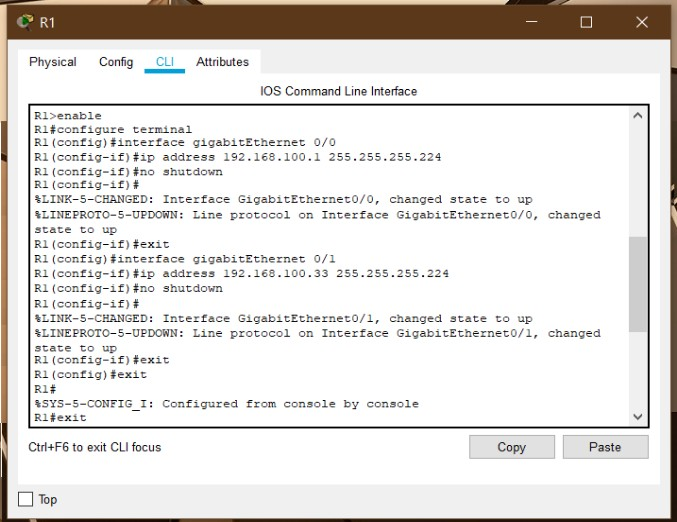 R1
Physical Config CLI Attributes
IOS Command Line Interface
R1>enable
R1#configure terminal
R1(config)#interface gigabitEthernet 0/0
R1(config-if)#ip address 192.168.100.1 255.255.255.224
R1(config-if)#no shutdown
R1(config-if)#
%LINK-5-CHANGED: Interface GigabitEthernet0/0, changed state to up
%LINEPROTO-5-UPDOWN: Line protocol on Interface GigabitEthernet0/0, changed
state to up
R1(config-if)#exit
R1(config)#interface gigabitEthernet 0/1
R1(config-if)#ip address 192.168.100.33 255.255.255.224
R1(config-if)#no shutdown
R1(config-if)#
%LINK-5-CHANGED: Interface GigabitEthernet0/1, changed state to up
%LINEPROTO-5-UPDOWN: Line protocol on Interface GigabitEthernet0/1, changed
state to up
R1(config-if)#exit
R1(config)#exit
R1#
%SYS-5-CONFIG_I: Configured from console by console
R1#exit
Ctrl+F6 to exit CLI focus Copy Paste
Top